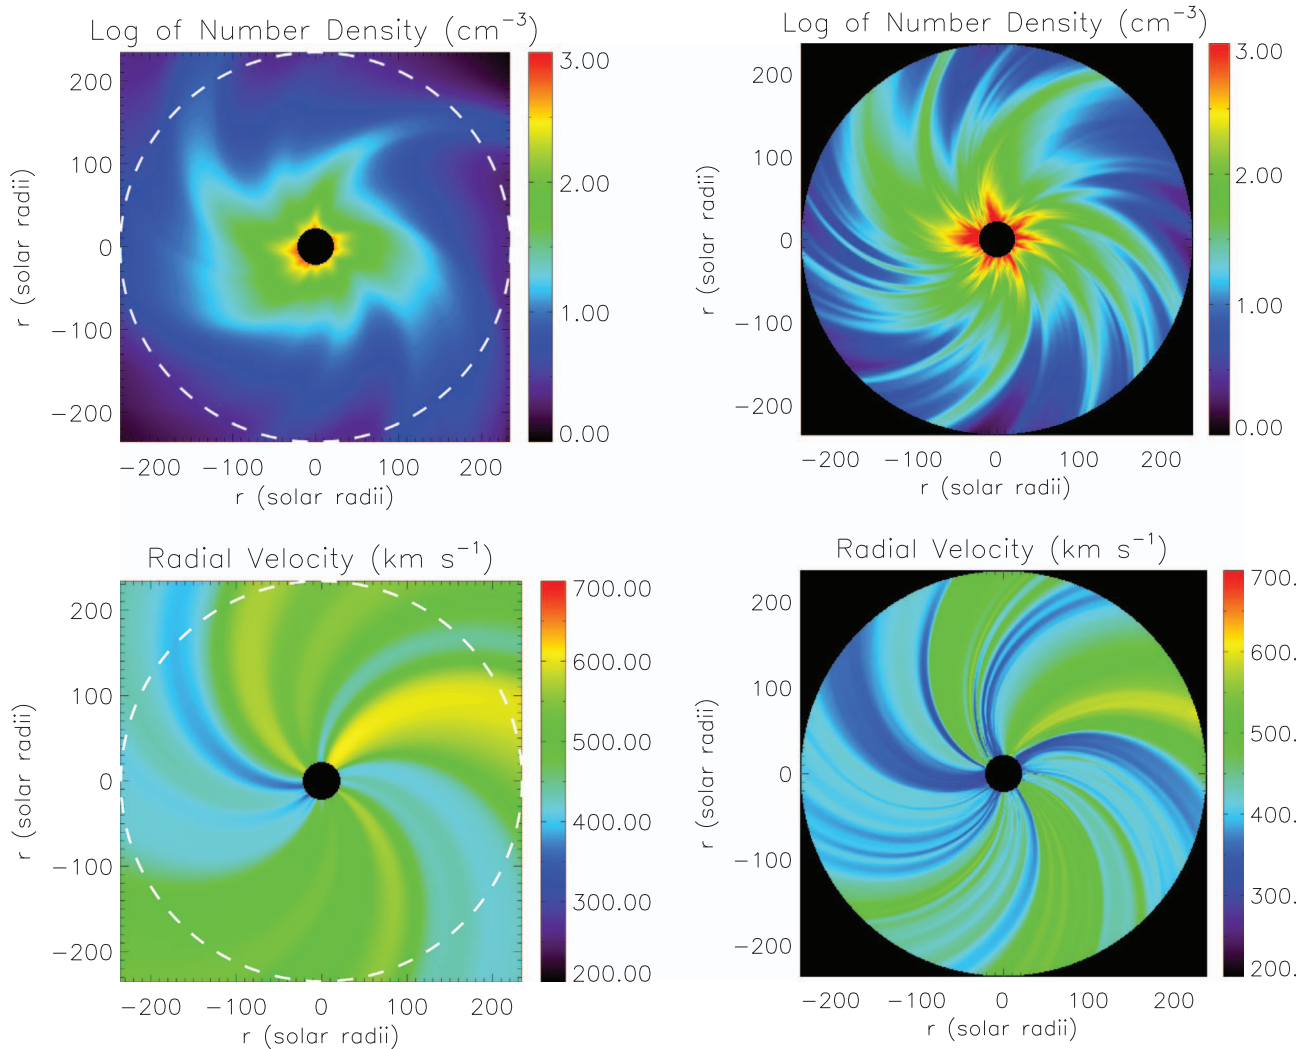 Log of Number Density (cm−3)
200
100
0
−100
−200
r (solar radii)
−200 −100 0 100 200
r (solar radii)
3.00
2.00
1.00
0.00
Log of Number Density (cm−3)
200
100
0
−100
−200
r (solar radii)
−200 −100 0 100 200
r (solar radii)
3.00
2.00
1.00
0.00
Radial Velocity (km s−1)
200
100
0
−100
−200
r (solar radii)
−200 −100 0 100 200
r (solar radii)
700.00
600.00
500.00
400.00
300.00
200.00
Radial Velocity (km s−1)
200
100
0
−100
−200
r (solar radii)
−200 −100 0 100 200
r (solar radii)
700.
600.
500.
400.
300.
200.